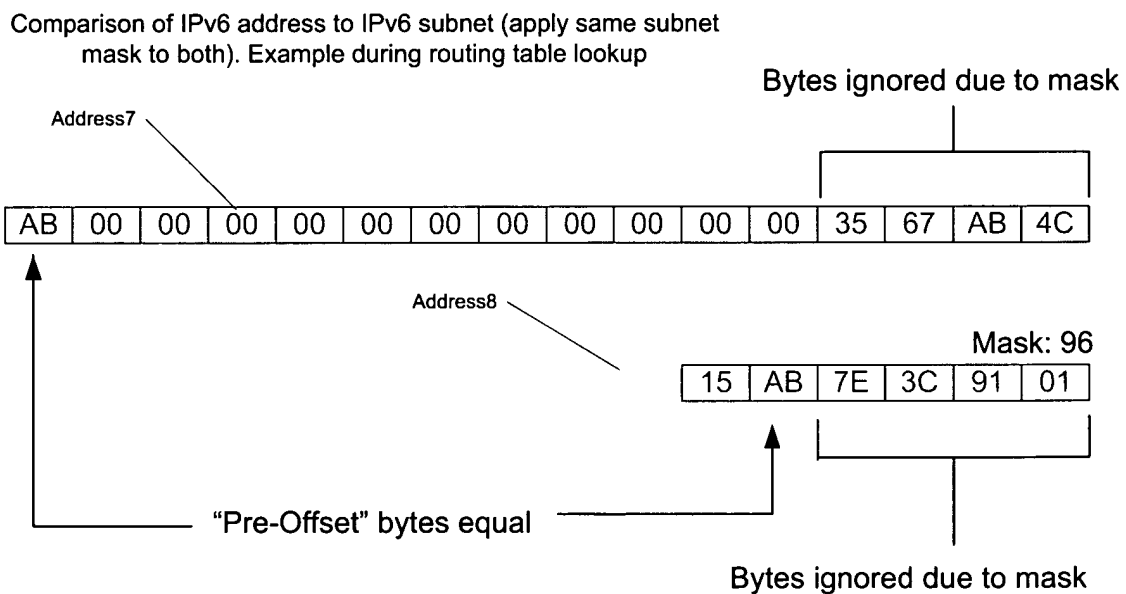 Comparison of IPv6 address to IPv6 subnet (apply same subnet
mask to both). Example during routing table lookup
Bytes ignored due to mask
Address7
AB 00 00 00 00 00 00 00 00 00 00 00 35 67 AB 4C
Address8
Mask: 96
15 AB 7E 3C 91 01
"Pre-Offset" bytes equal
Bytes ignored due to mask